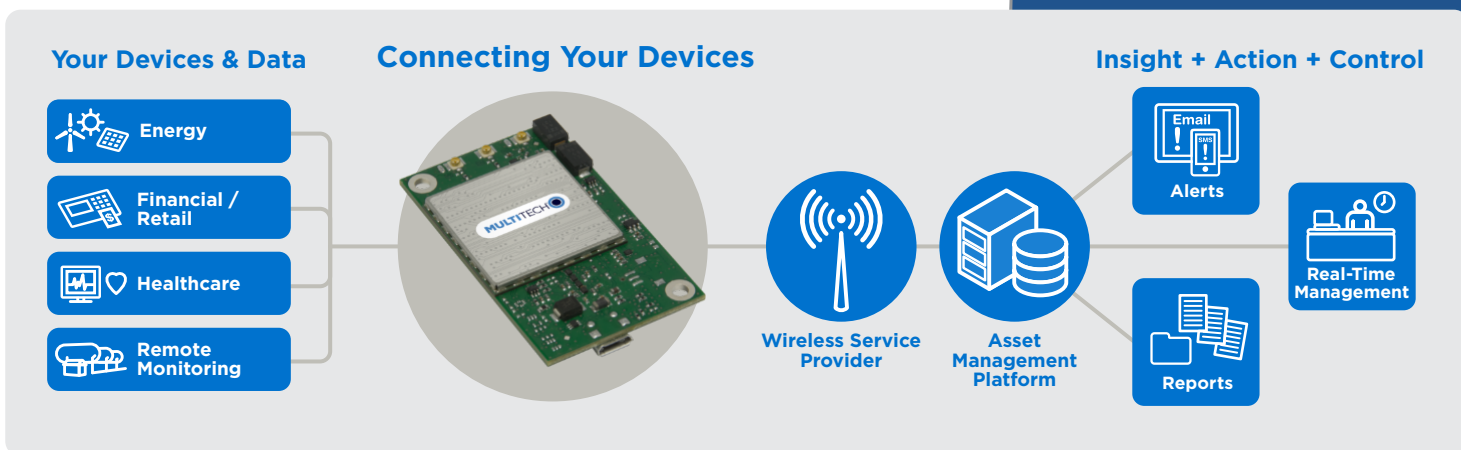 Your Devices & Data
Connecting Your Devices
Insight + Action + Control
Energy
Financial /
Retail
Healthcare
Remote
Monitoring
MULTITECH
Wireless Service
Provider
Asset
Management
Platform
Email
!
SMS
!
Alerts
Real-Time
Management
$
Reports